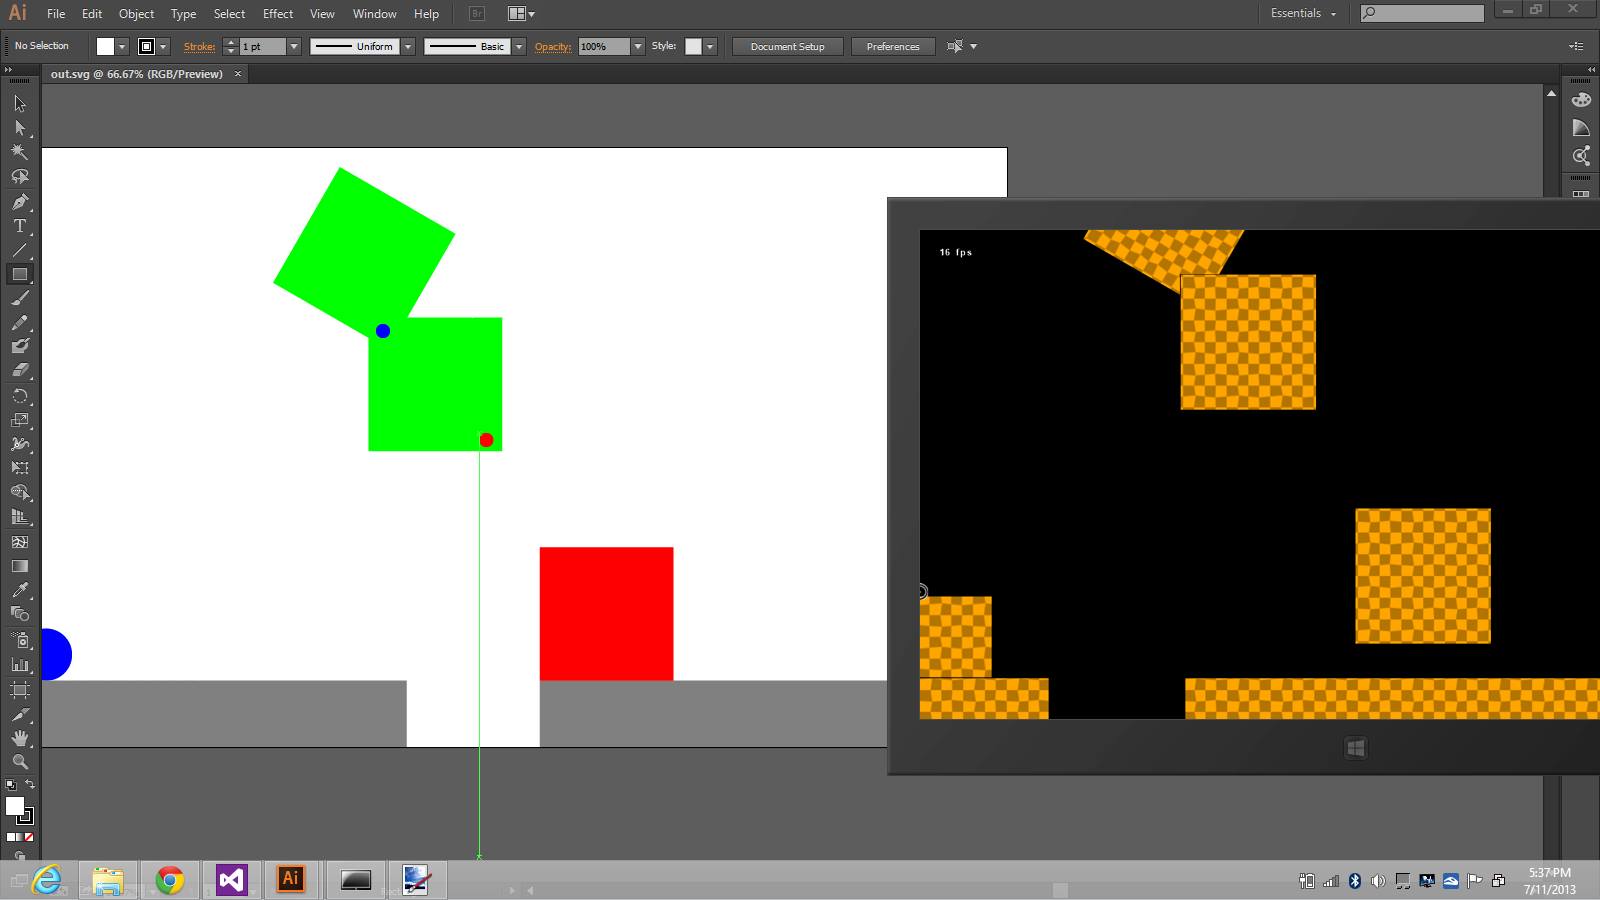 Ai File Edit Object Type Select Effect View Window Help Br Essentials
No Selection Stroke: 1 pt Uniform Basic Opacity: 100% Style: Document Setup Preferences
out.svg @ 66.67% (RGB/Preview) ×
T
16 fps
Ai
5:37 PM
7/11/2013